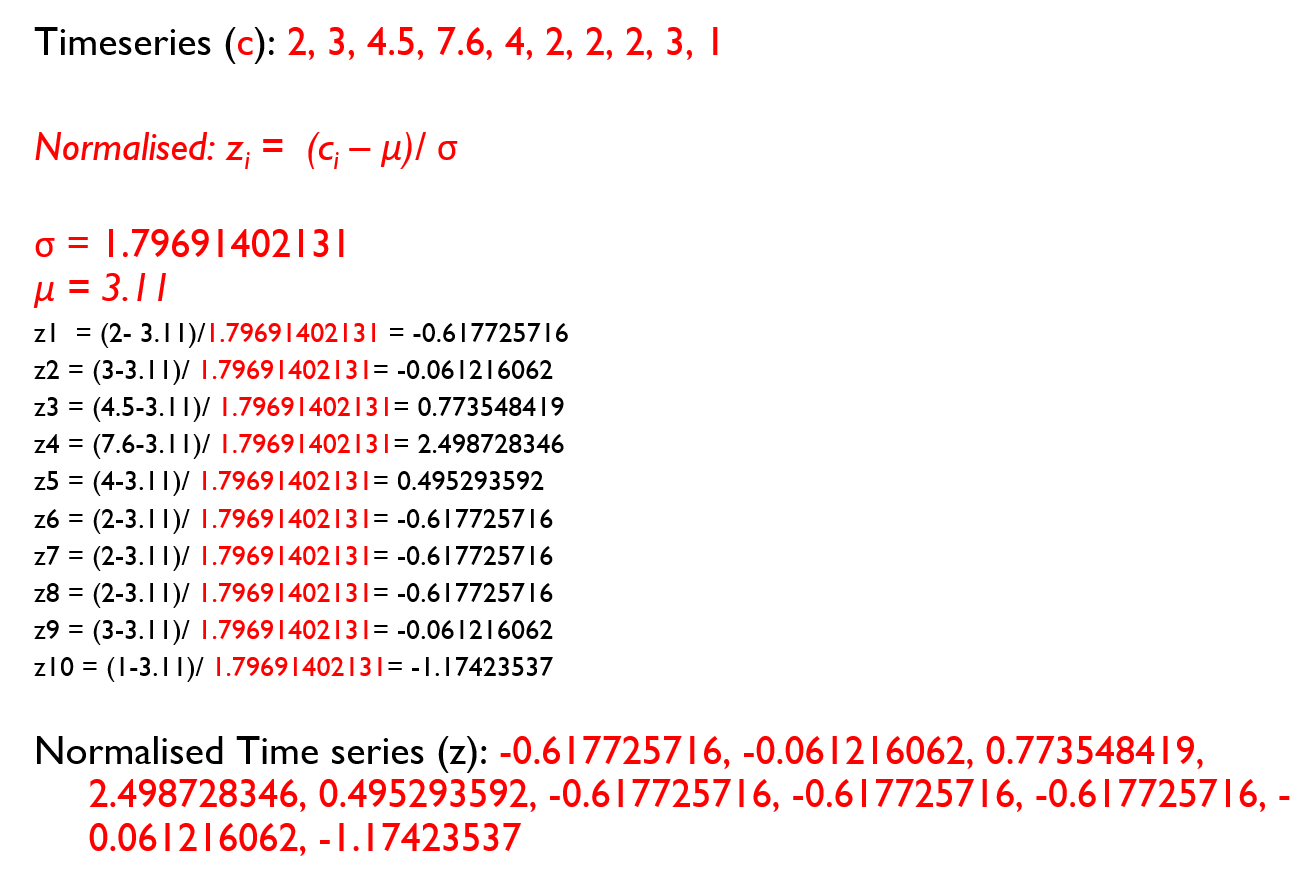 Timeseries (c): 2, 3, 4.5, 7.6, 4, 2, 2, 2, 3, 1
Normalised: zi = (ci – μ)/ σ
σ = 1.79691402131
μ = 3.11
z1 = (2- 3.11)/1.79691402131 = -0.617725716
z2 = (3-3.11)/ 1.79691402131= -0.061216062
z3 = (4.5-3.11)/ 1.79691402131= 0.773548419
z4 = (7.6-3.11)/ 1.79691402131= 2.498728346
z5 = (4-3.11)/ 1.79691402131= 0.495293592
z6 = (2-3.11)/ 1.79691402131= -0.617725716
z7 = (2-3.11)/ 1.79691402131= -0.617725716
z8 = (2-3.11)/ 1.79691402131= -0.617725716
z9 = (3-3.11)/ 1.79691402131= -0.061216062
z10 = (1-3.11)/ 1.79691402131= -1.17423537
Normalised Time series (z): -0.617725716, -0.061216062, 0.773548419,
2.498728346, 0.495293592, -0.617725716, -0.617725716, -0.617725716, -
0.061216062, -1.17423537